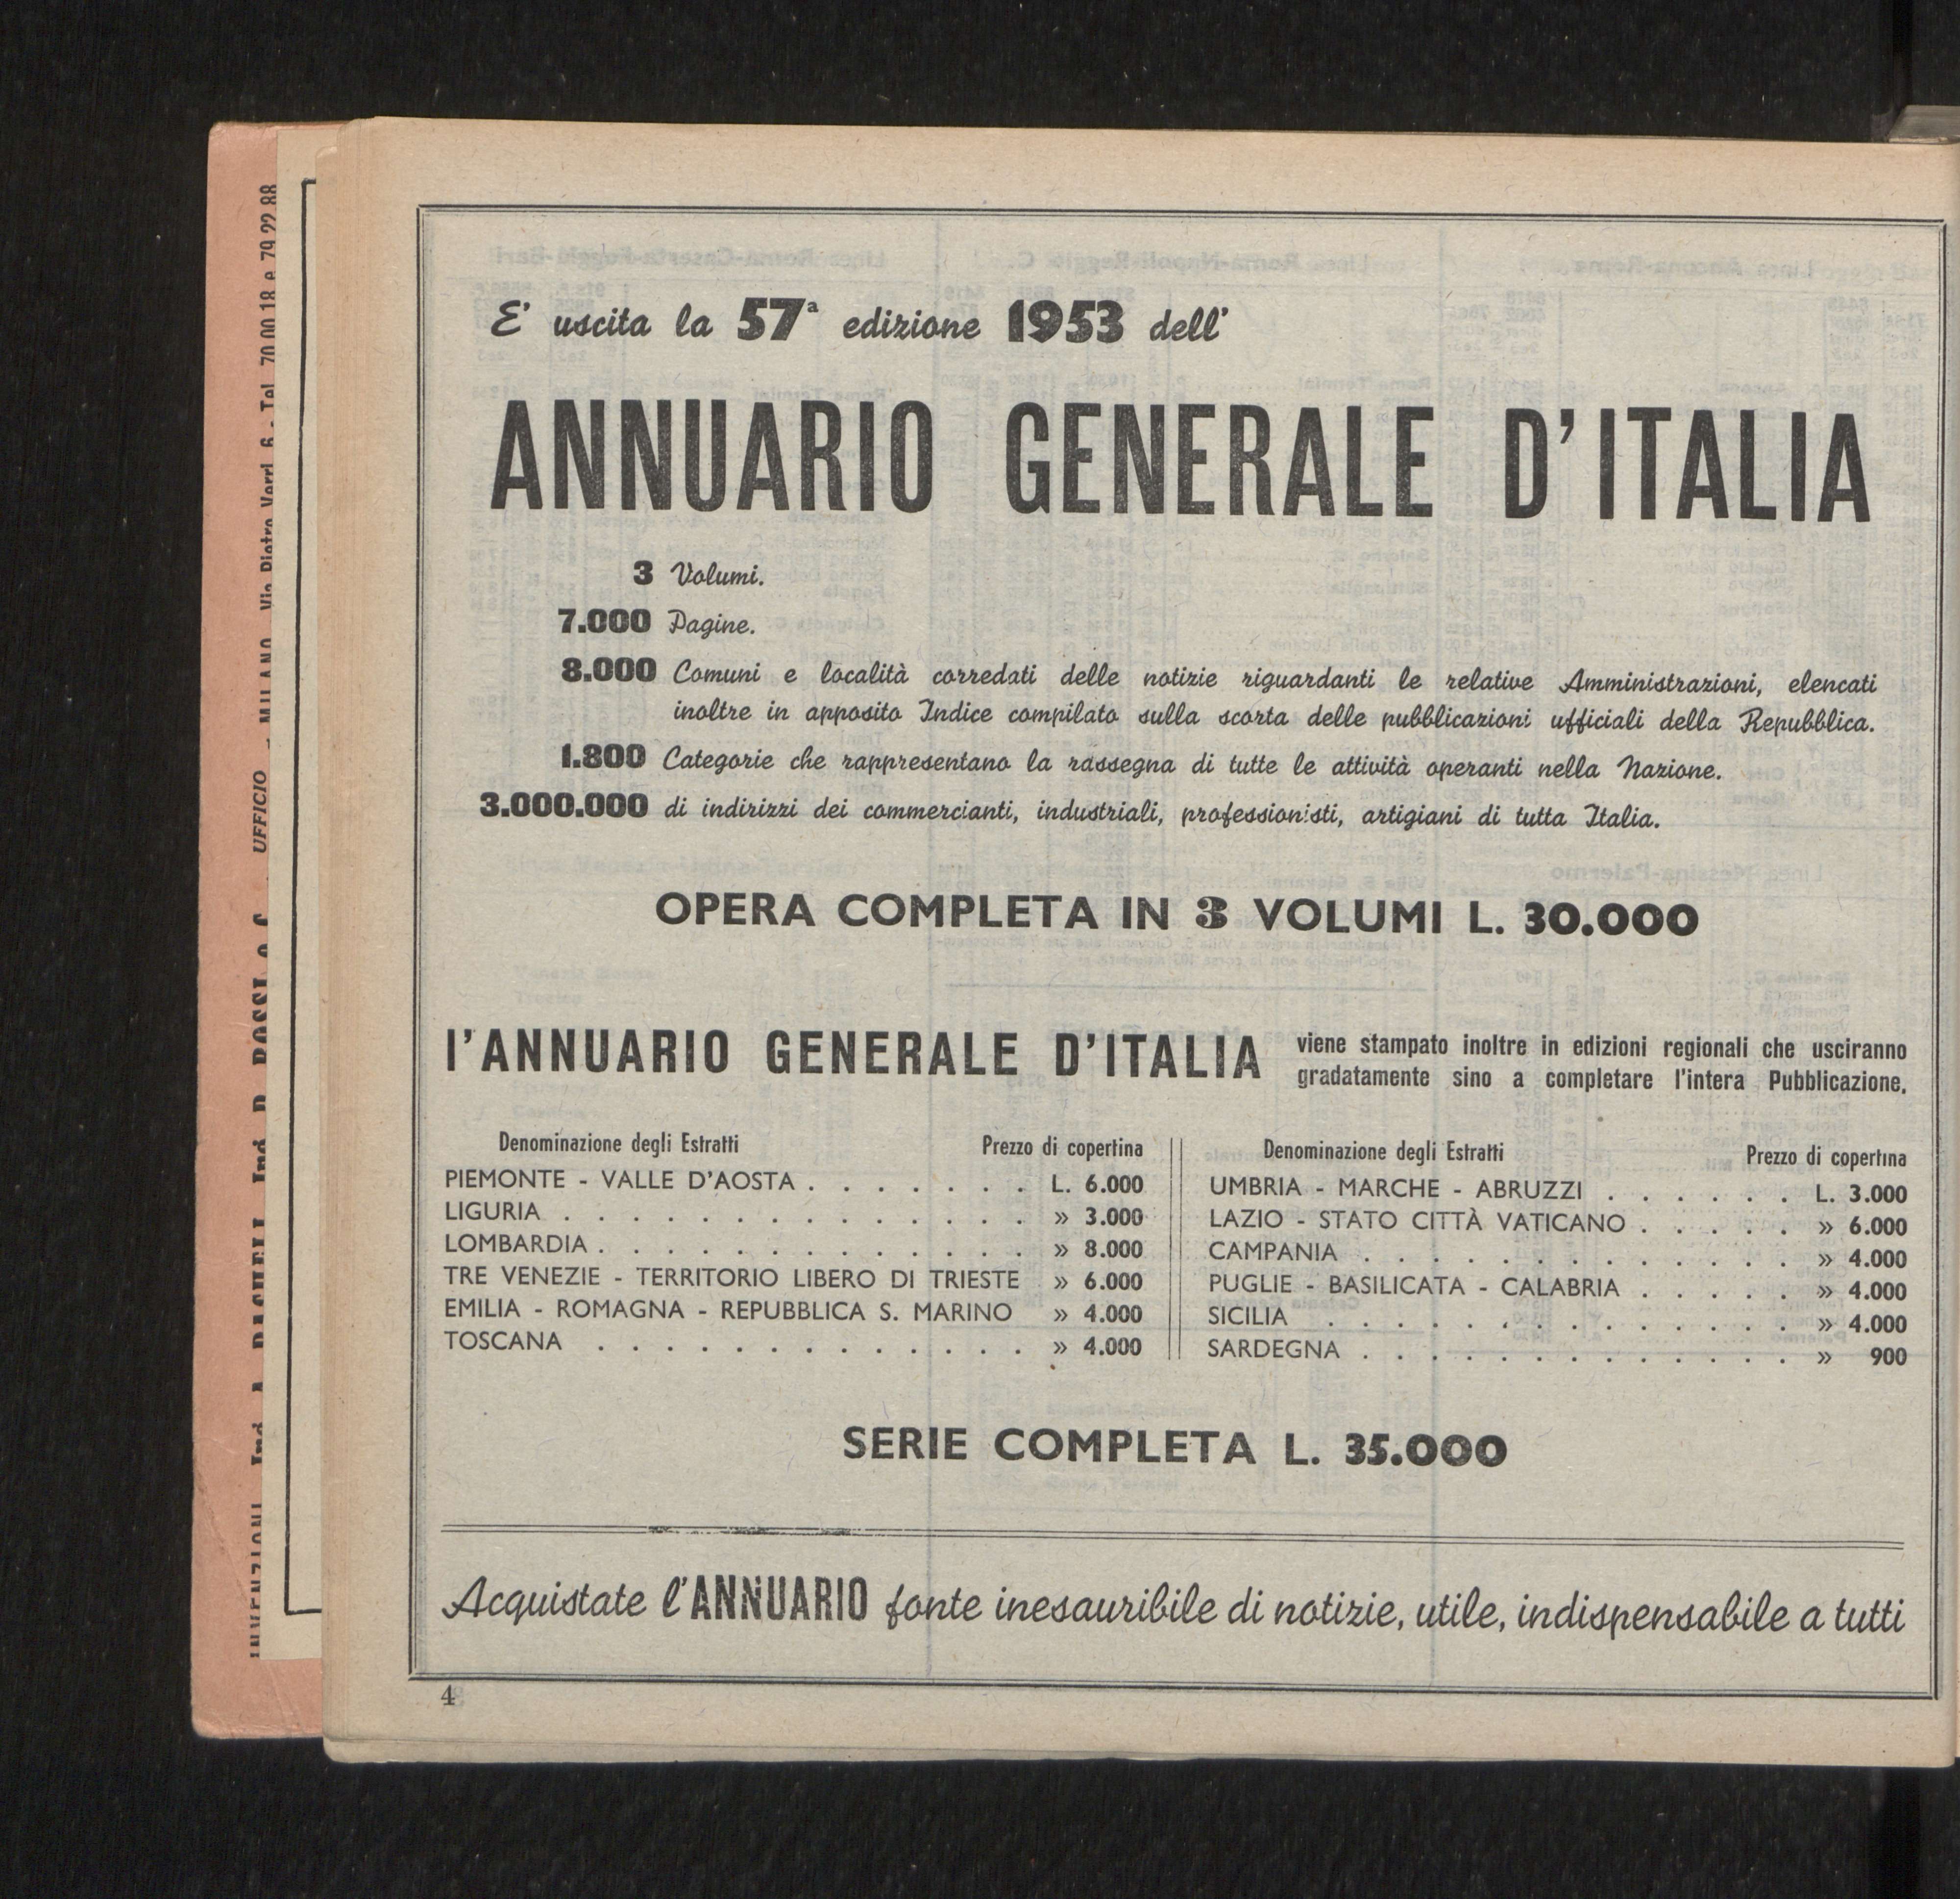 E' uscita la 57ª edizione 1953 dell'
ANNUARIO GENERALE D'ITALIA
3 Volumi.
7.000 Pagine.
8.000 Comuni e località corredati delle notizie riguardanti le relative Amministrazioni, elencati
inoltre in apposito Indice compilato sulla scorta delle pubblicazioni ufficiali della Repubblica.
1.800 Categorie che rappresentano la rassegna di tutte le attività operanti nella Nazione.
3.000.000 di indirizzi dei commercianti, industriali, professionisti, artigiani di tutta Italia.
OPERA COMPLETA IN 3 VOLUMI L. 30.000
l'ANNUARIO GENERALE D'ITALIA
viene stampato inoltre in edizioni regionali che usciranno
gradatamente sino a completare l'intera Pubblicazione.
Denominazione degli Estratti Prezzo di copertina
PIEMONTE - VALLE D'AOSTA . . . . . . . L. 6.000
LIGURIA . . . . . . . . . . . . . » 3.000
LOMBARDIA . . . . . . . . . . . . » 8.000
TRE VENEZIE - TERRITORIO LIBERO DI TRIESTE » 6.000
EMILIA - ROMAGNA - REPUBBLICA S. MARINO » 4.000
TOSCANA . . . . . . . . . . . . » 4.000
Denominazione degli Estratti Prezzo di copertina
UMBRIA - MARCHE - ABRUZZI . . . . . . L. 3.000
LAZIO - STATO CITTÀ VATICANO . . . . . » 6.000
CAMPANIA . . . . . . . . . . . . » 4.000
PUGLIE - BASILICATA - CALABRIA . . . . . » 4.000
SICILIA . . . . . . . . . . . . . » 4.000
SARDEGNA . . . . . . . . . . . . » 900
SERIE COMPLETA L. 35.000
Acquistate l'ANNUARIO fonte inesauribile di notizie, utile, indispensabile a tutti
4
UFFICIO - MILANO Via Pietro Verri 6 - Tel. 70 00 18 e 79 22 88